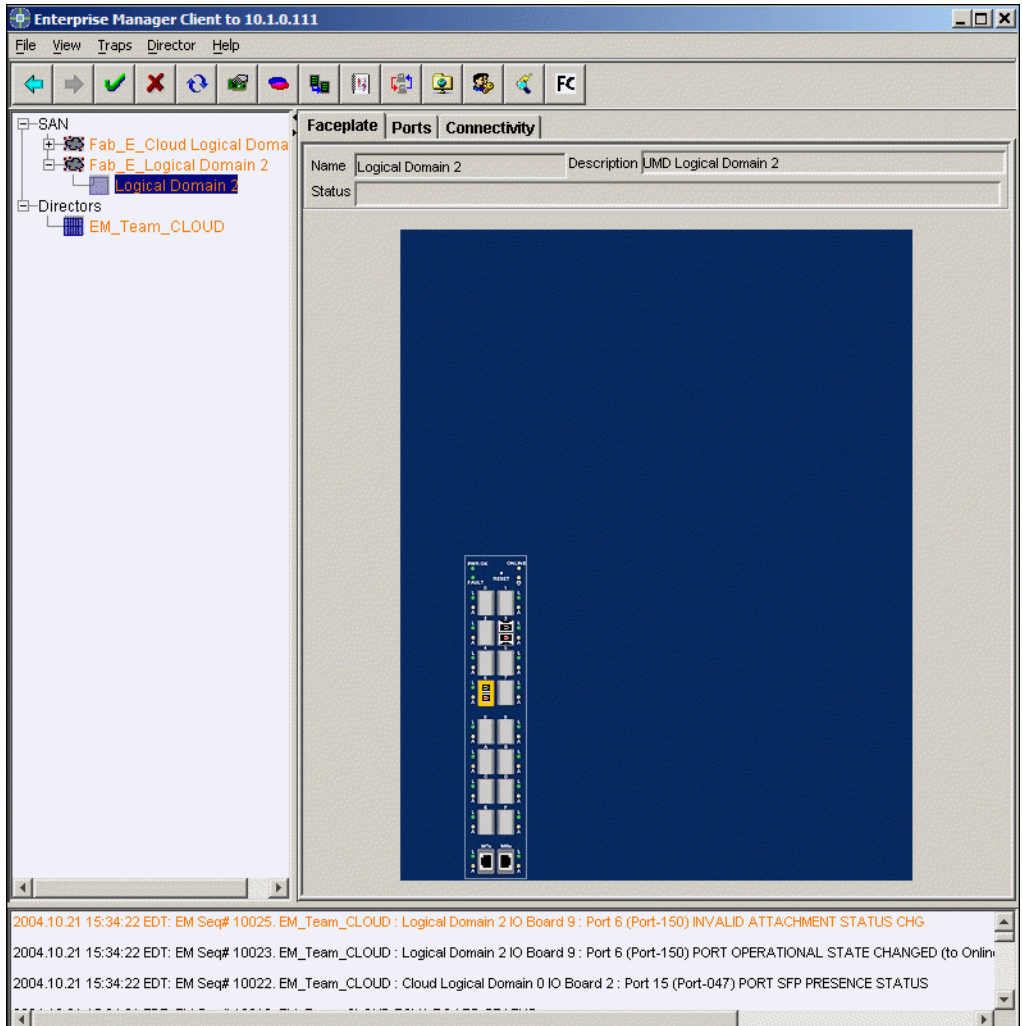 Enterprise Manager Client to 10.1.0.111
File View Traps Director Help
FC
SAN
Fab_E_Cloud Logical Doma
Fab_E_Logical Domain 2
Logical Domain 2
Directors
EM_Team_CLOUD
Faceplate Ports Connectivity
Name Logical Domain 2 Description UMD Logical Domain 2
Status
PWR OK ONLINE
FAULT RESET
2004.10.21 15:34:22 EDT: EM Seq# 10025. EM_Team_CLOUD : Logical Domain 2 IO Board 9 : Port 6 (Port-150) INVALID ATTACHMENT STATUS CHG
2004.10.21 15:34:22 EDT: EM Seq# 10023. EM_Team_CLOUD : Logical Domain 2 IO Board 9 : Port 6 (Port-150) PORT OPERATIONAL STATE CHANGED (to Onlin
2004.10.21 15:34:22 EDT: EM Seq# 10022. EM_Team_CLOUD : Cloud Logical Domain 0 IO Board 2 : Port 15 (Port-047) PORT SFP PRESENCE STATUS